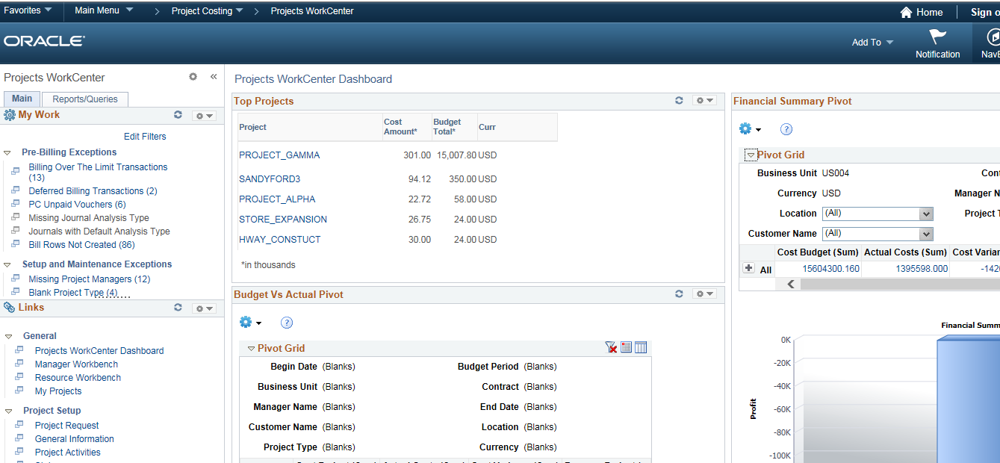 Favorites Main Menu Project Costing Projects WorkCenter Home
ORACLE Add To Notification
Projects WorkCenter
Main Reports/Queries
My Work
Edit Filters
Pre-Billing Exceptions
Billing Over The Limit Transactions
(13)
Deferred Billing Transactions (2)
PC Unpaid Vouchers (6)
Missing Journal Analysis Type
Journals with Default Analysis Type
Bill Rows Not Created (86)
Setup and Maintenance Exceptions
Missing Project Managers (12)
Blank Project Type (4)
Links
General
Projects WorkCenter Dashboard
Manager Workbench
Resource Workbench
My Projects
Project Setup
Project Request
General Information
Project Activities
Projects WorkCenter Dashboard
Top Projects
Project Cost Amount* Budget Total* Curr
PROJECT_GAMMA 301.00 15,007.80 USD
SANDYFORD3 94.12 350.00 USD
PROJECT_ALPHA 22.72 58.00 USD
STORE_EXPANSION 26.75 24.00 USD
HWAY_CONSTUCT 30.00 24.00 USD
*in thousands
Budget Vs Actual Pivot
Pivot Grid
Begin Date (Blanks) Budget Period (Blanks)
Business Unit (Blanks) Contract (Blanks)
Manager Name (Blanks) End Date (Blanks)
Customer Name (Blanks) Location (Blanks)
Project Type (Blanks) Currency (Blanks)
Financial Summary Pivot
Pivot Grid
Business Unit US004
Currency USD Manager
Location (All) Project
Customer Name (All)
Cost Budget (Sum) Actual Costs (Sum) Cost
All 15604300.160 1395598.000
Financial
0K
-20K
-40K
-60K
-80K
-100K
Profit